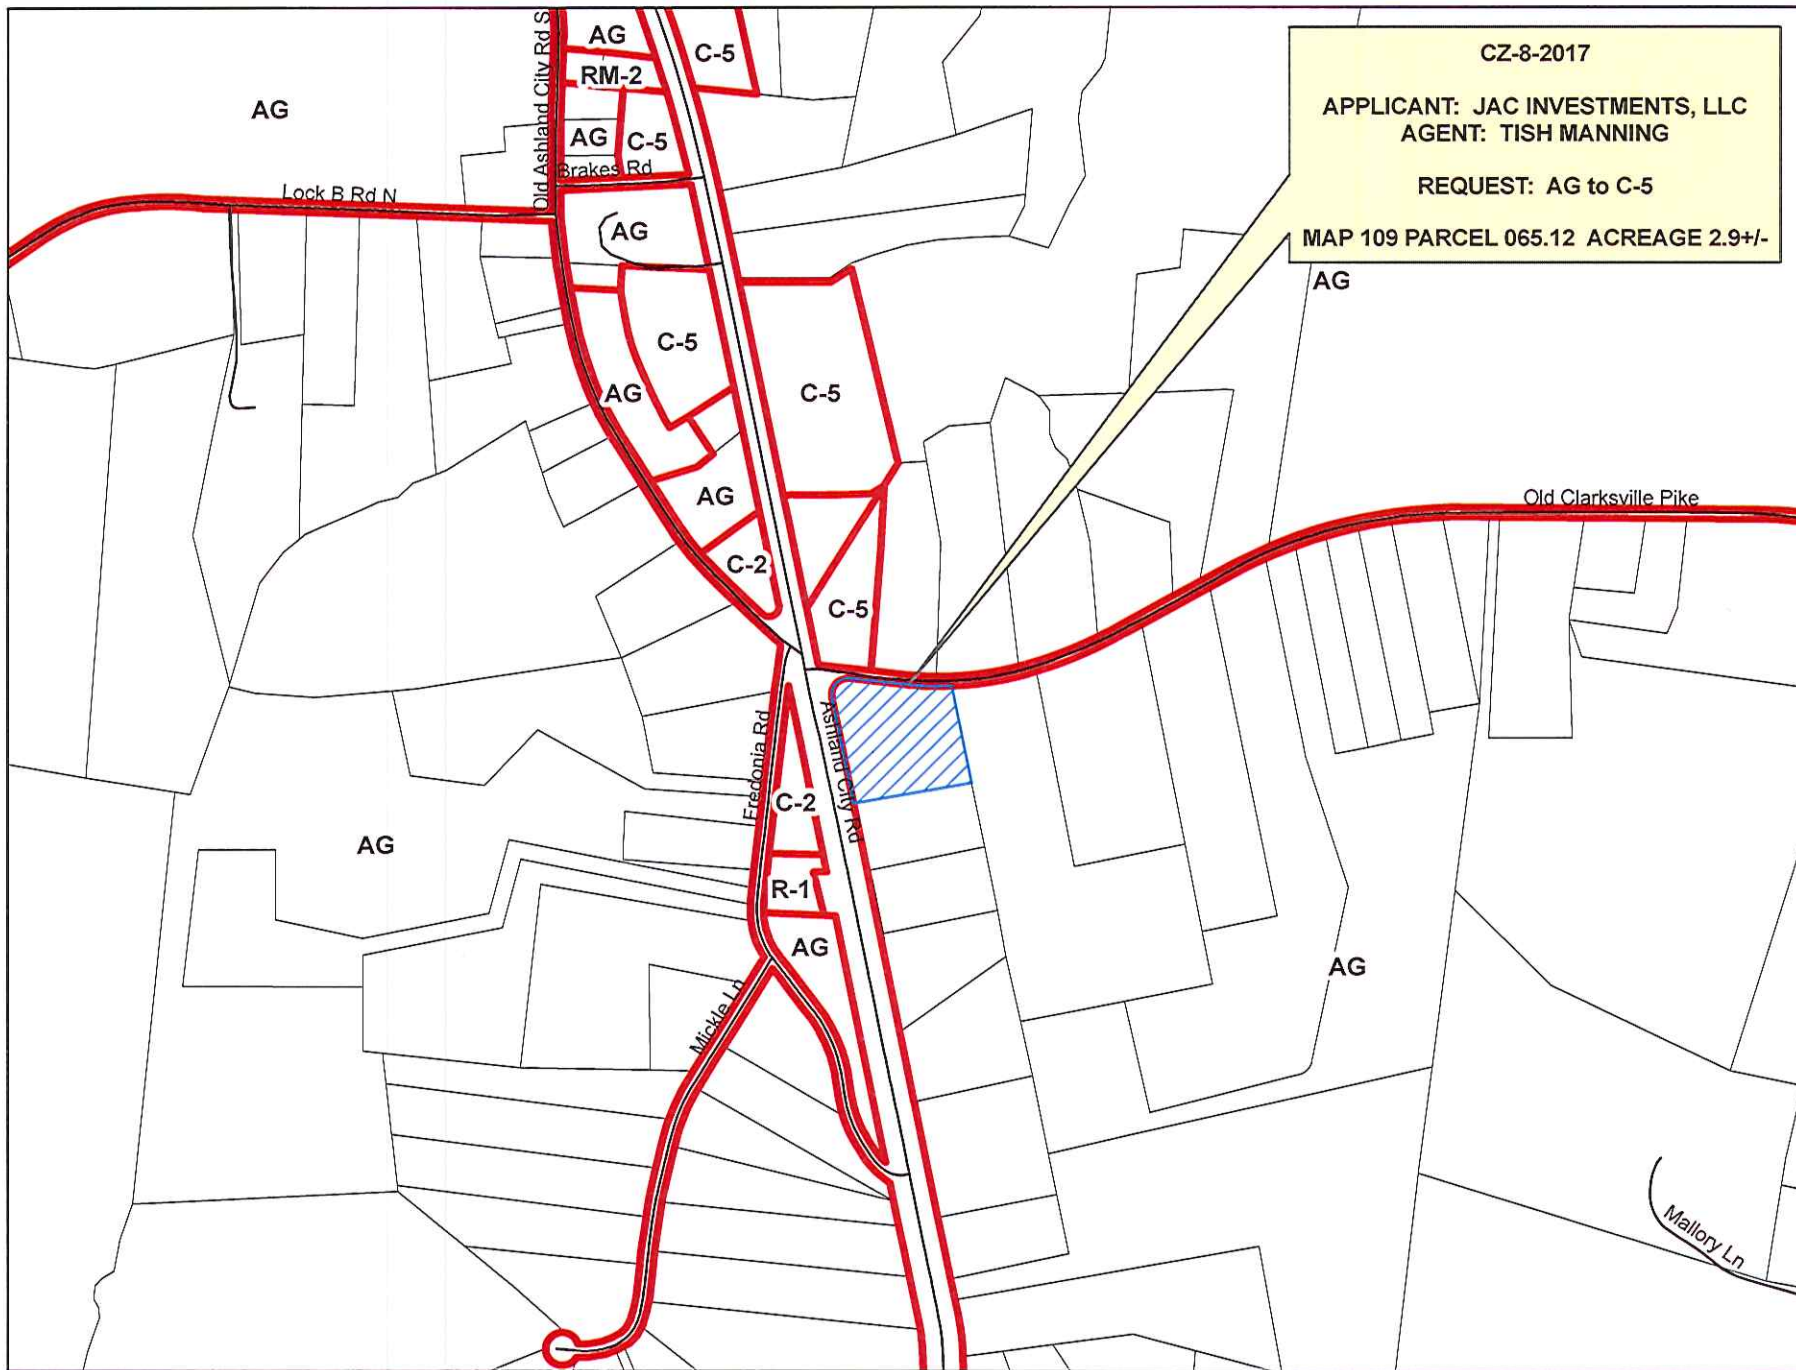 CZ-8-2017
APPLICANT: JAC INVESTMENTS, LLC
AGENT: TISH MANNING
REQUEST: AG to C-5
MAP 109 PARCEL 065.12 ACREAGE 2.9+/-
Old Ashland City Rd S
AG
C-5
RM-2
AG
AG
C-5
Brakes Rd
Lock B Rd N
AG
AG
C-5
AG
C-5
AG
Old Clarksville Pike
C-2
C-5
Fredonia Rd
Ashland City Rd
C-2
AG
R-1
AG
AG
Mickle Ln
Mallory Ln